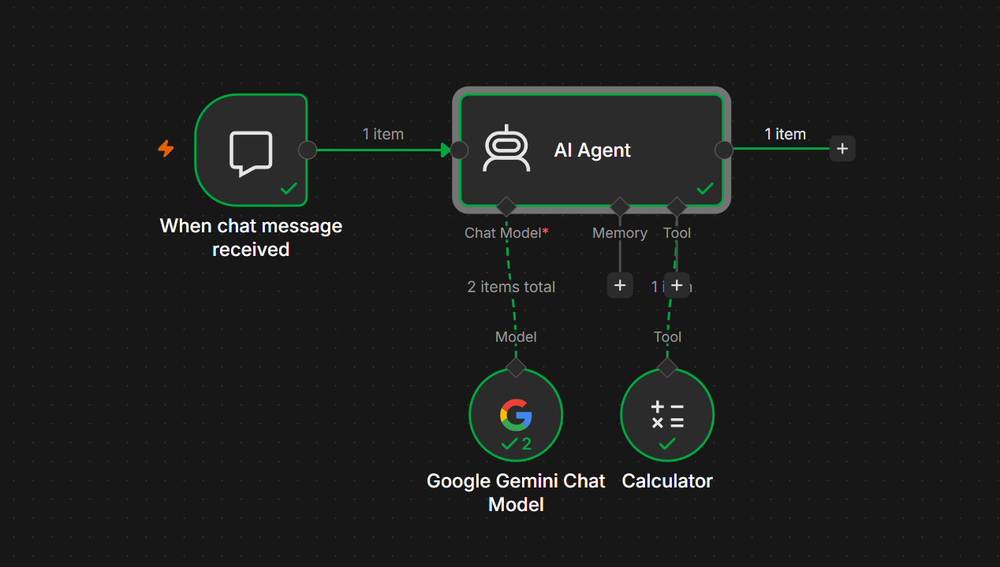 1 item
1 item
AI Agent
When chat message
received
Chat Model*
Memory
Tool
2 items total
1
Model
Tool
2
Google Gemini Chat
Model
Calculator